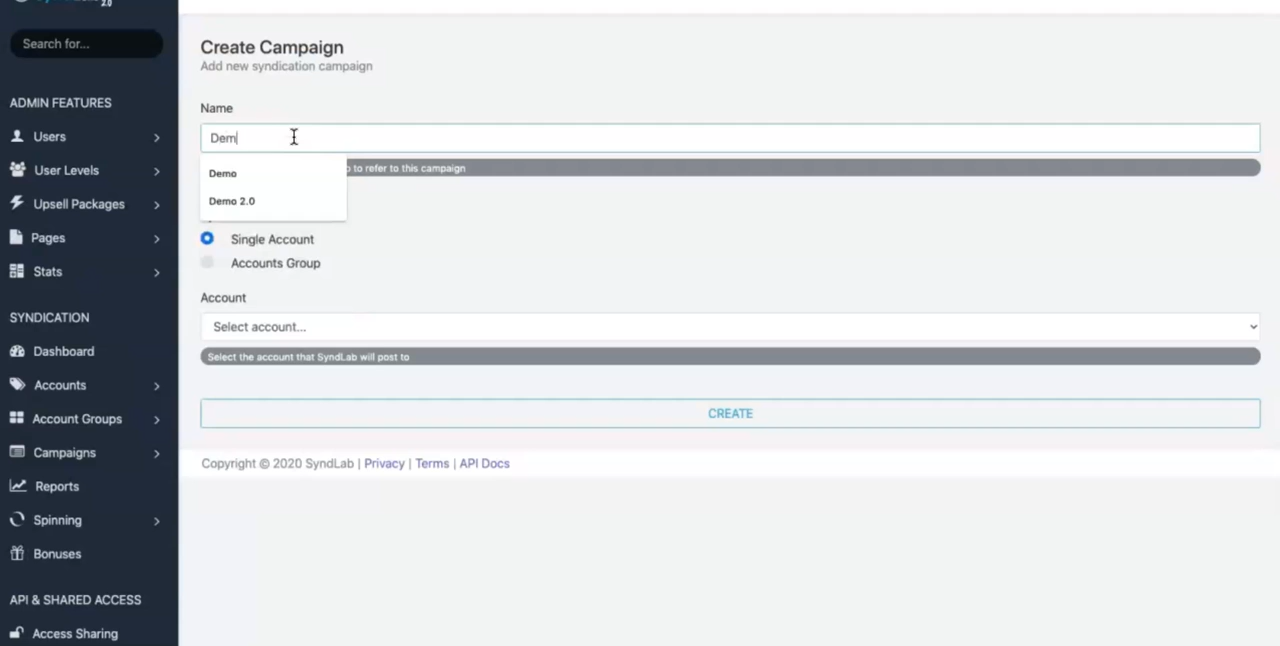 2.0
Search for...
ADMIN FEATURES
Users
User Levels
Upsell Packages
Pages
Stats
SYNDICATION
Dashboard
Accounts
Account Groups
Campaigns
Reports
Spinning
Bonuses
API & SHARED ACCESS
Access Sharing
Create Campaign
Add new syndication campaign
Name
Dem
to refer to this campaign
Demo
Demo 2.0
Single Account
Accounts Group
Account
Select account...
Select the account that SyndLab will post to
CREATE
Copyright © 2020 SyndLab | Privacy | Terms | API Docs